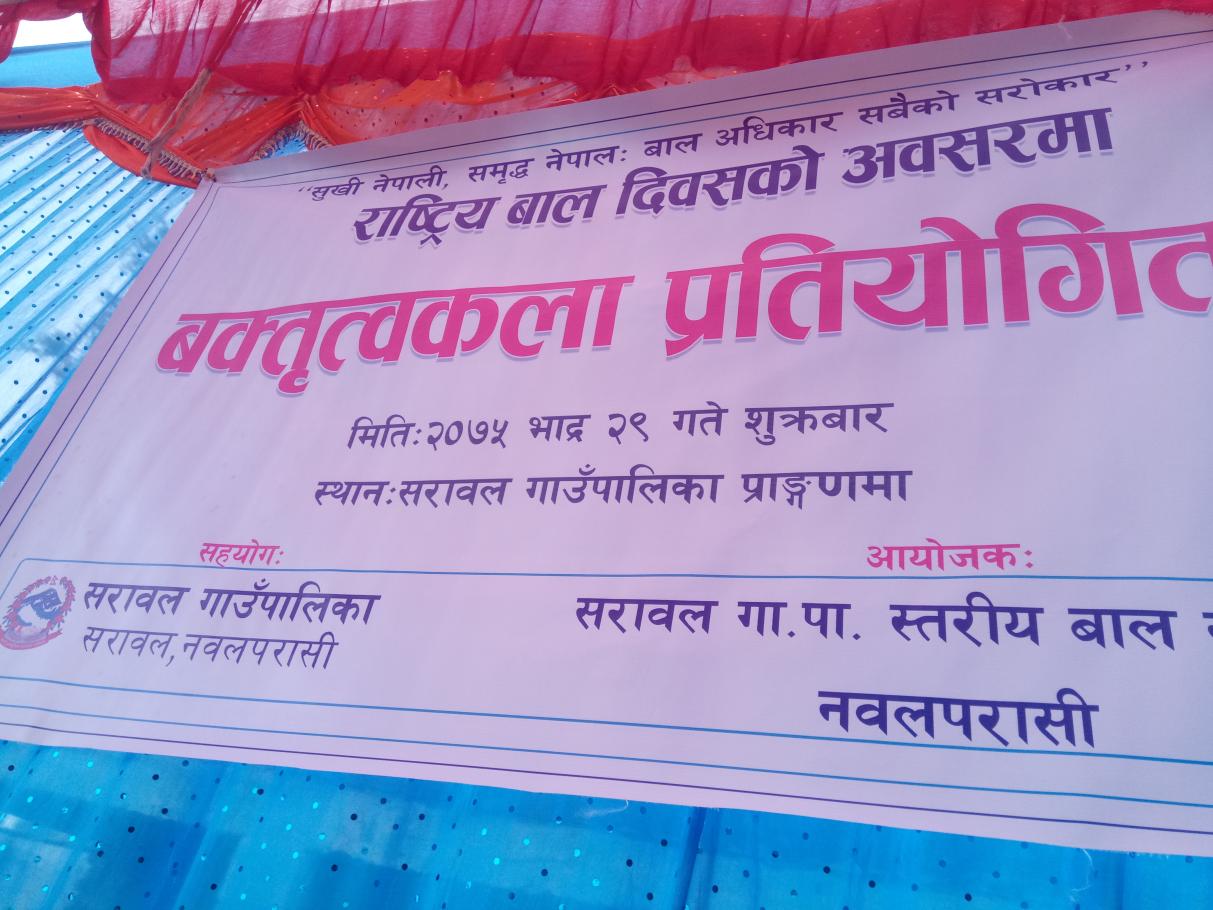 “सुखी नेपाली, समृद्ध नेपालः बाल अधिकार सबैको सरोकार”
राष्ट्रिय बाल दिवसको अवसरमा
बक्तृत्वकला प्रतियोगित
मितिः२०७५ भाद्र २९ गते शुक्रबार
स्थानःसरावल गाउँपालिका प्राङ्गणमा
सहयोगः
सरावल गाउँपालिका
सरावल,नवलपरासी
आयोजकः
सरावल गा.पा. स्तरीय बाल
नवलपरासी